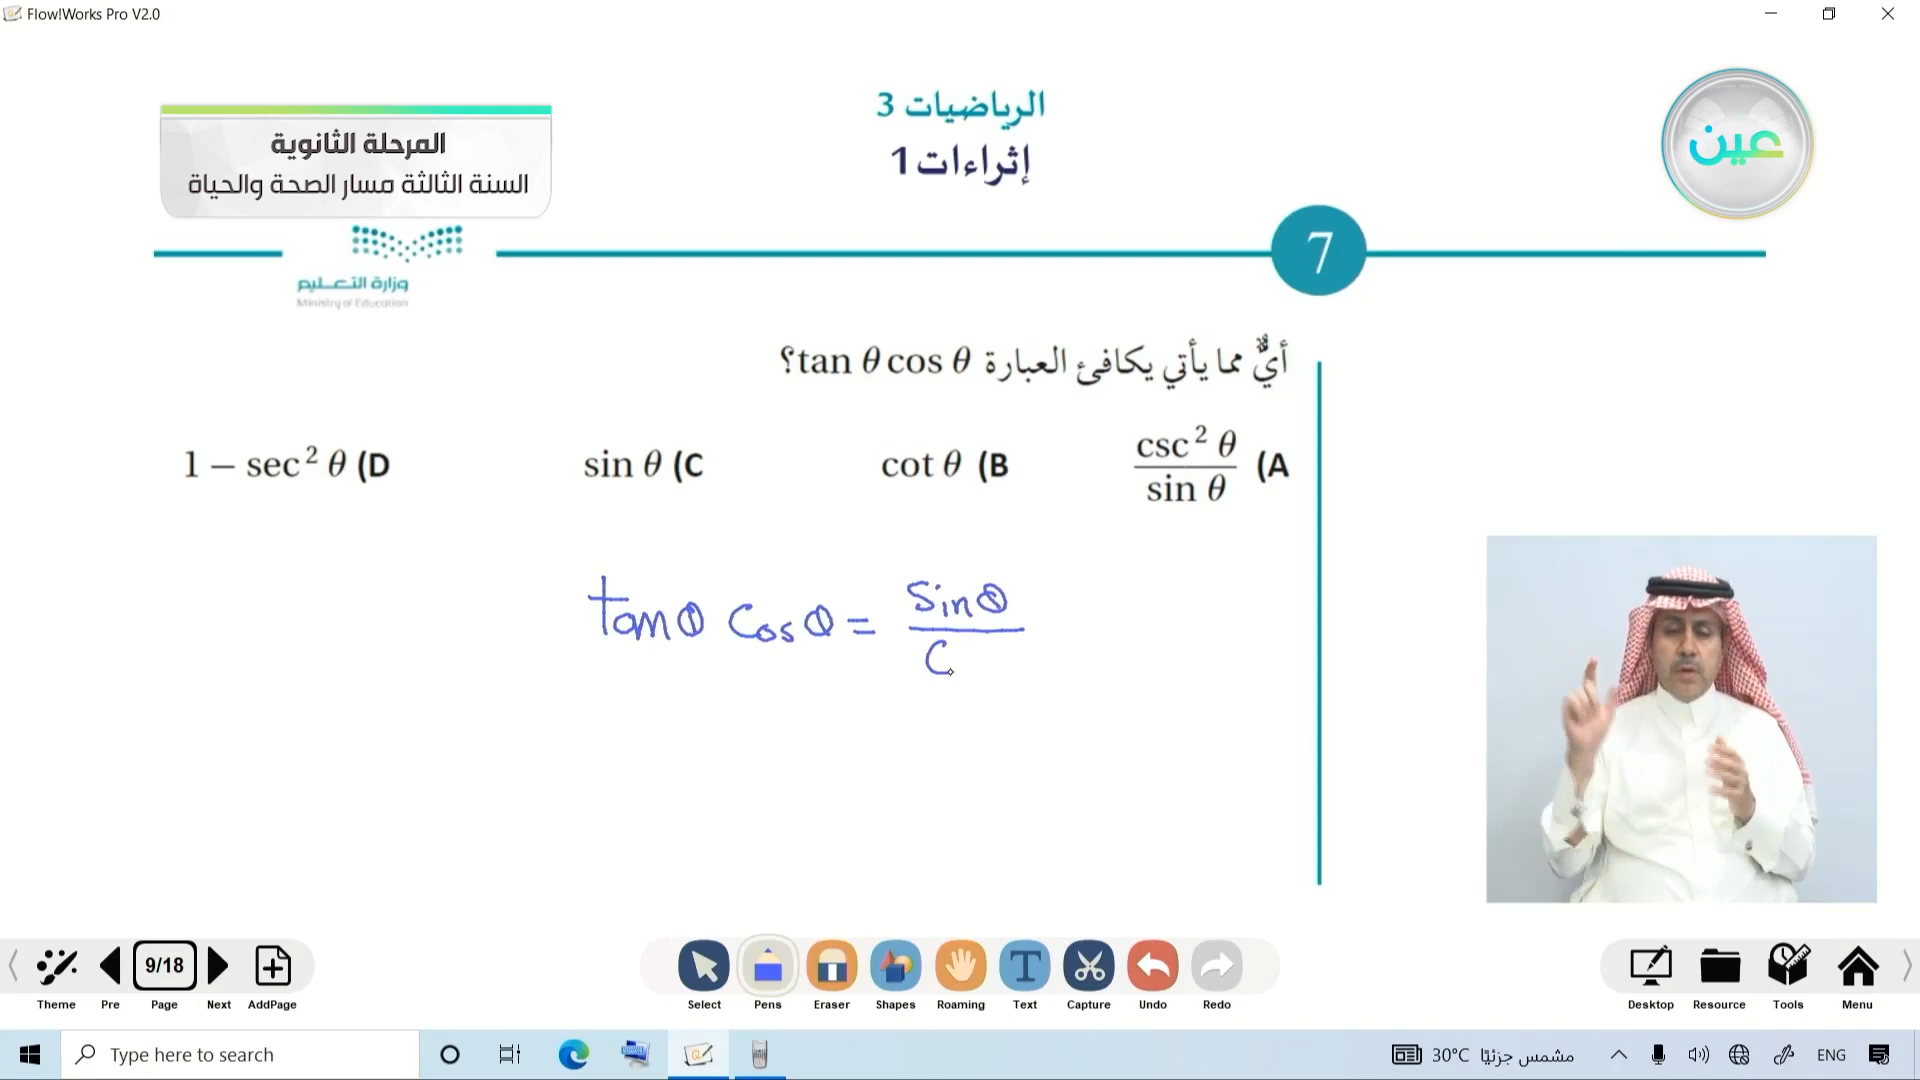 Flow!Works Pro V2.0
الرياضيات 3
إثراءات 1
المرحلة الثانوية
السنة الثالثة مسار الصحة والحياة
عين
وزارة التعليم
Ministry of Education
7
أيٌّ مما يأتي يكافئ العبارة tan θ cos θ؟
A) csc² θ / sin θ
B) cot θ
C) sin θ
D) 1 − sec² θ
tanθ Cosθ = Sinθ / C
9/18
Theme Pre Page Next AddPage
Select Pens Eraser Shapes Roaming Text Capture Undo Redo
Desktop Resource Tools Menu
Type here to search
30°C مشمس جزئيًا
ENG